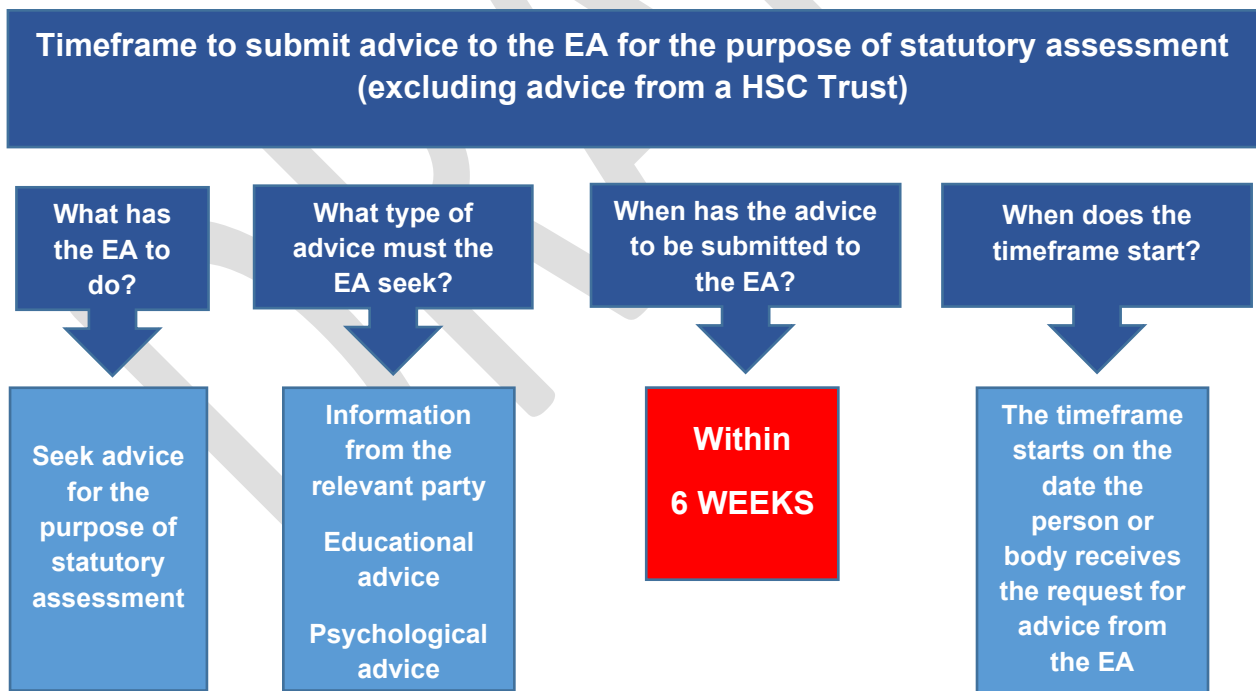 Timeframe to submit advice to the EA for the purpose of statutory assessment
(excluding advice from a HSC Trust)
What has
the EA to
do?
What type of
advice must the
EA seek?
When has the advice
to be submitted to
the EA?
When does the
timeframe start?
Seek advice
for the
purpose of
statutory
assessment
Information
from the
relevant party
Educational
advice
Psychological
advice
Within
6 WEEKS
The timeframe
starts on the
date the
person or
body receives
the request for
advice from
the EA